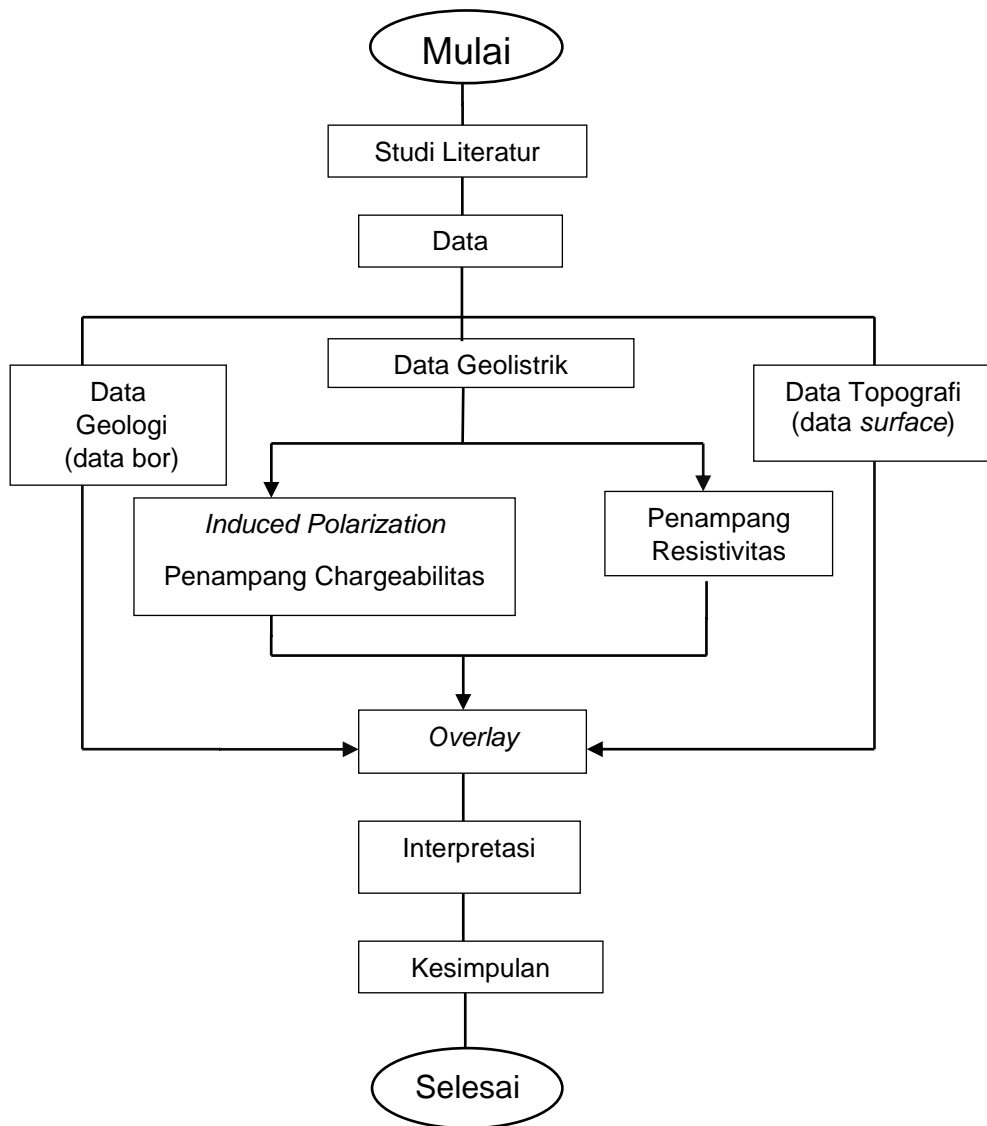 Mulai
Studi Literatur
Data
Data
Geologi
(data bor)
Data Geolistrik
Data Topografi
(data surface)
Induced Polarization
Penampang Chargeabilitas
Penampang
Resistivitas
Overlay
Interpretasi
Kesimpulan
Selesai